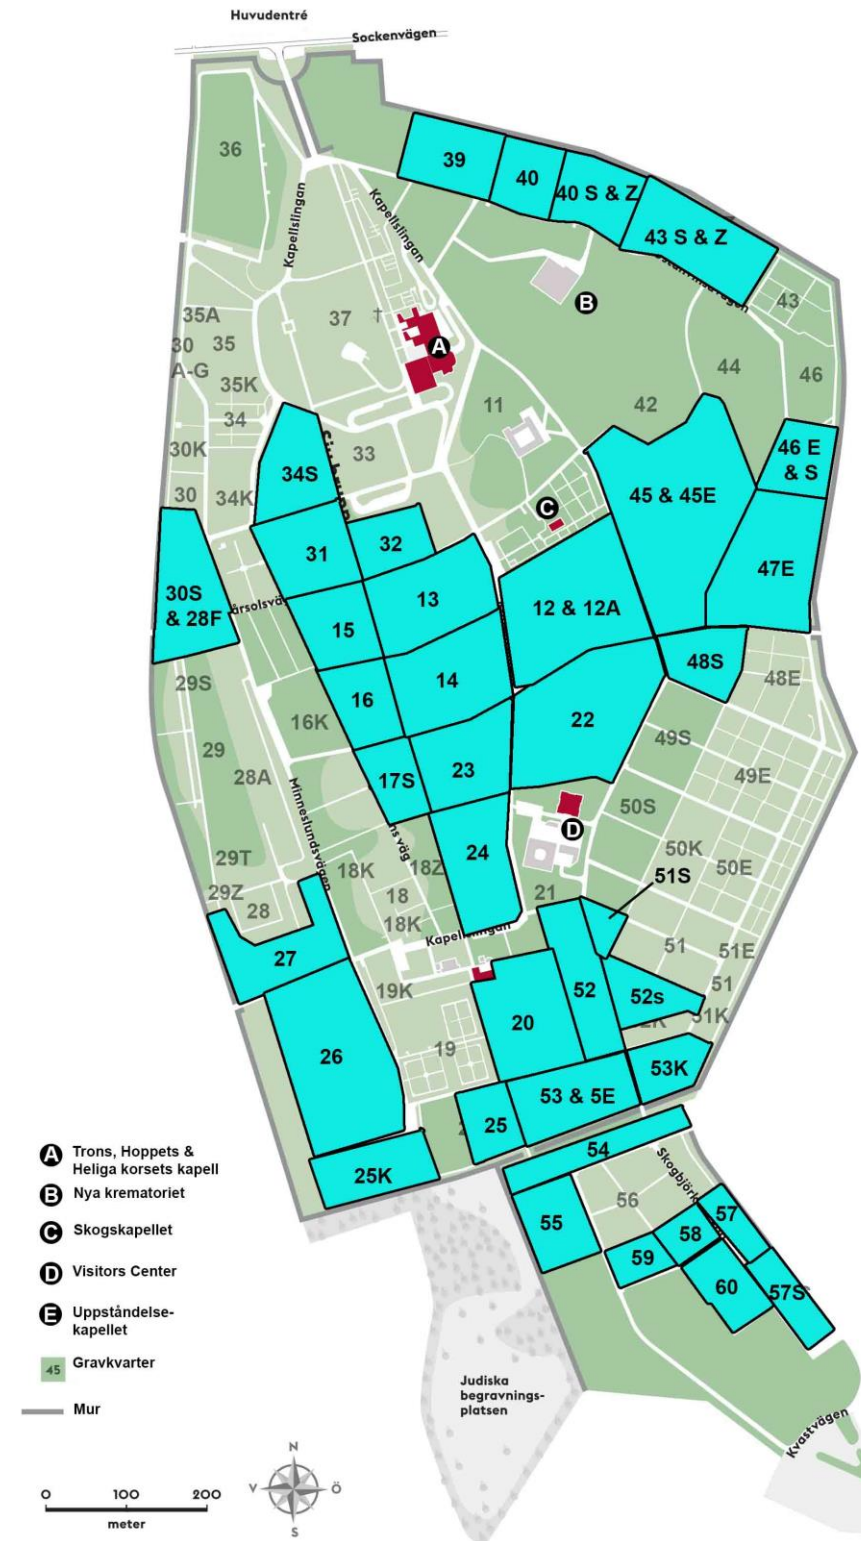 Huvudentré
Sockenvägen
36
39
40
40 S & Z
43 S & Z
Kapellslingan
Kapellslingan
43
37
B
A
35A
30
35
A-G
35K
34
44
46
11
42
30K
33
34S
46 E
& S
30
34K
C
45 & 45E
31
32
47E
30S
& 28F
13
12 & 12A
15
48S
29S
14
48E
16
22
16K
49S
29
28A
23
17S
49E
50S
D
Minneslundsvägen
29T
24
18K
18Z
50K
50E
51S
29Z
28
18
18K
21
Kapellslingan
51
51E
27
51
19K
52
52s
20
26
19
53K
53 & 5E
25
54
25K
56
55
57
58
59
60
57S
A Trons, Hoppets &
Heliga korsets kapell
B Nya krematoriet
C Skogskapellet
D Visitors Center
E Uppståndelse-
kapellet
45 Gravkvarter
Mur
Judiska
begravnings-
platsen
Kvastvägen
N
V Ö
S
0 100 200
meter